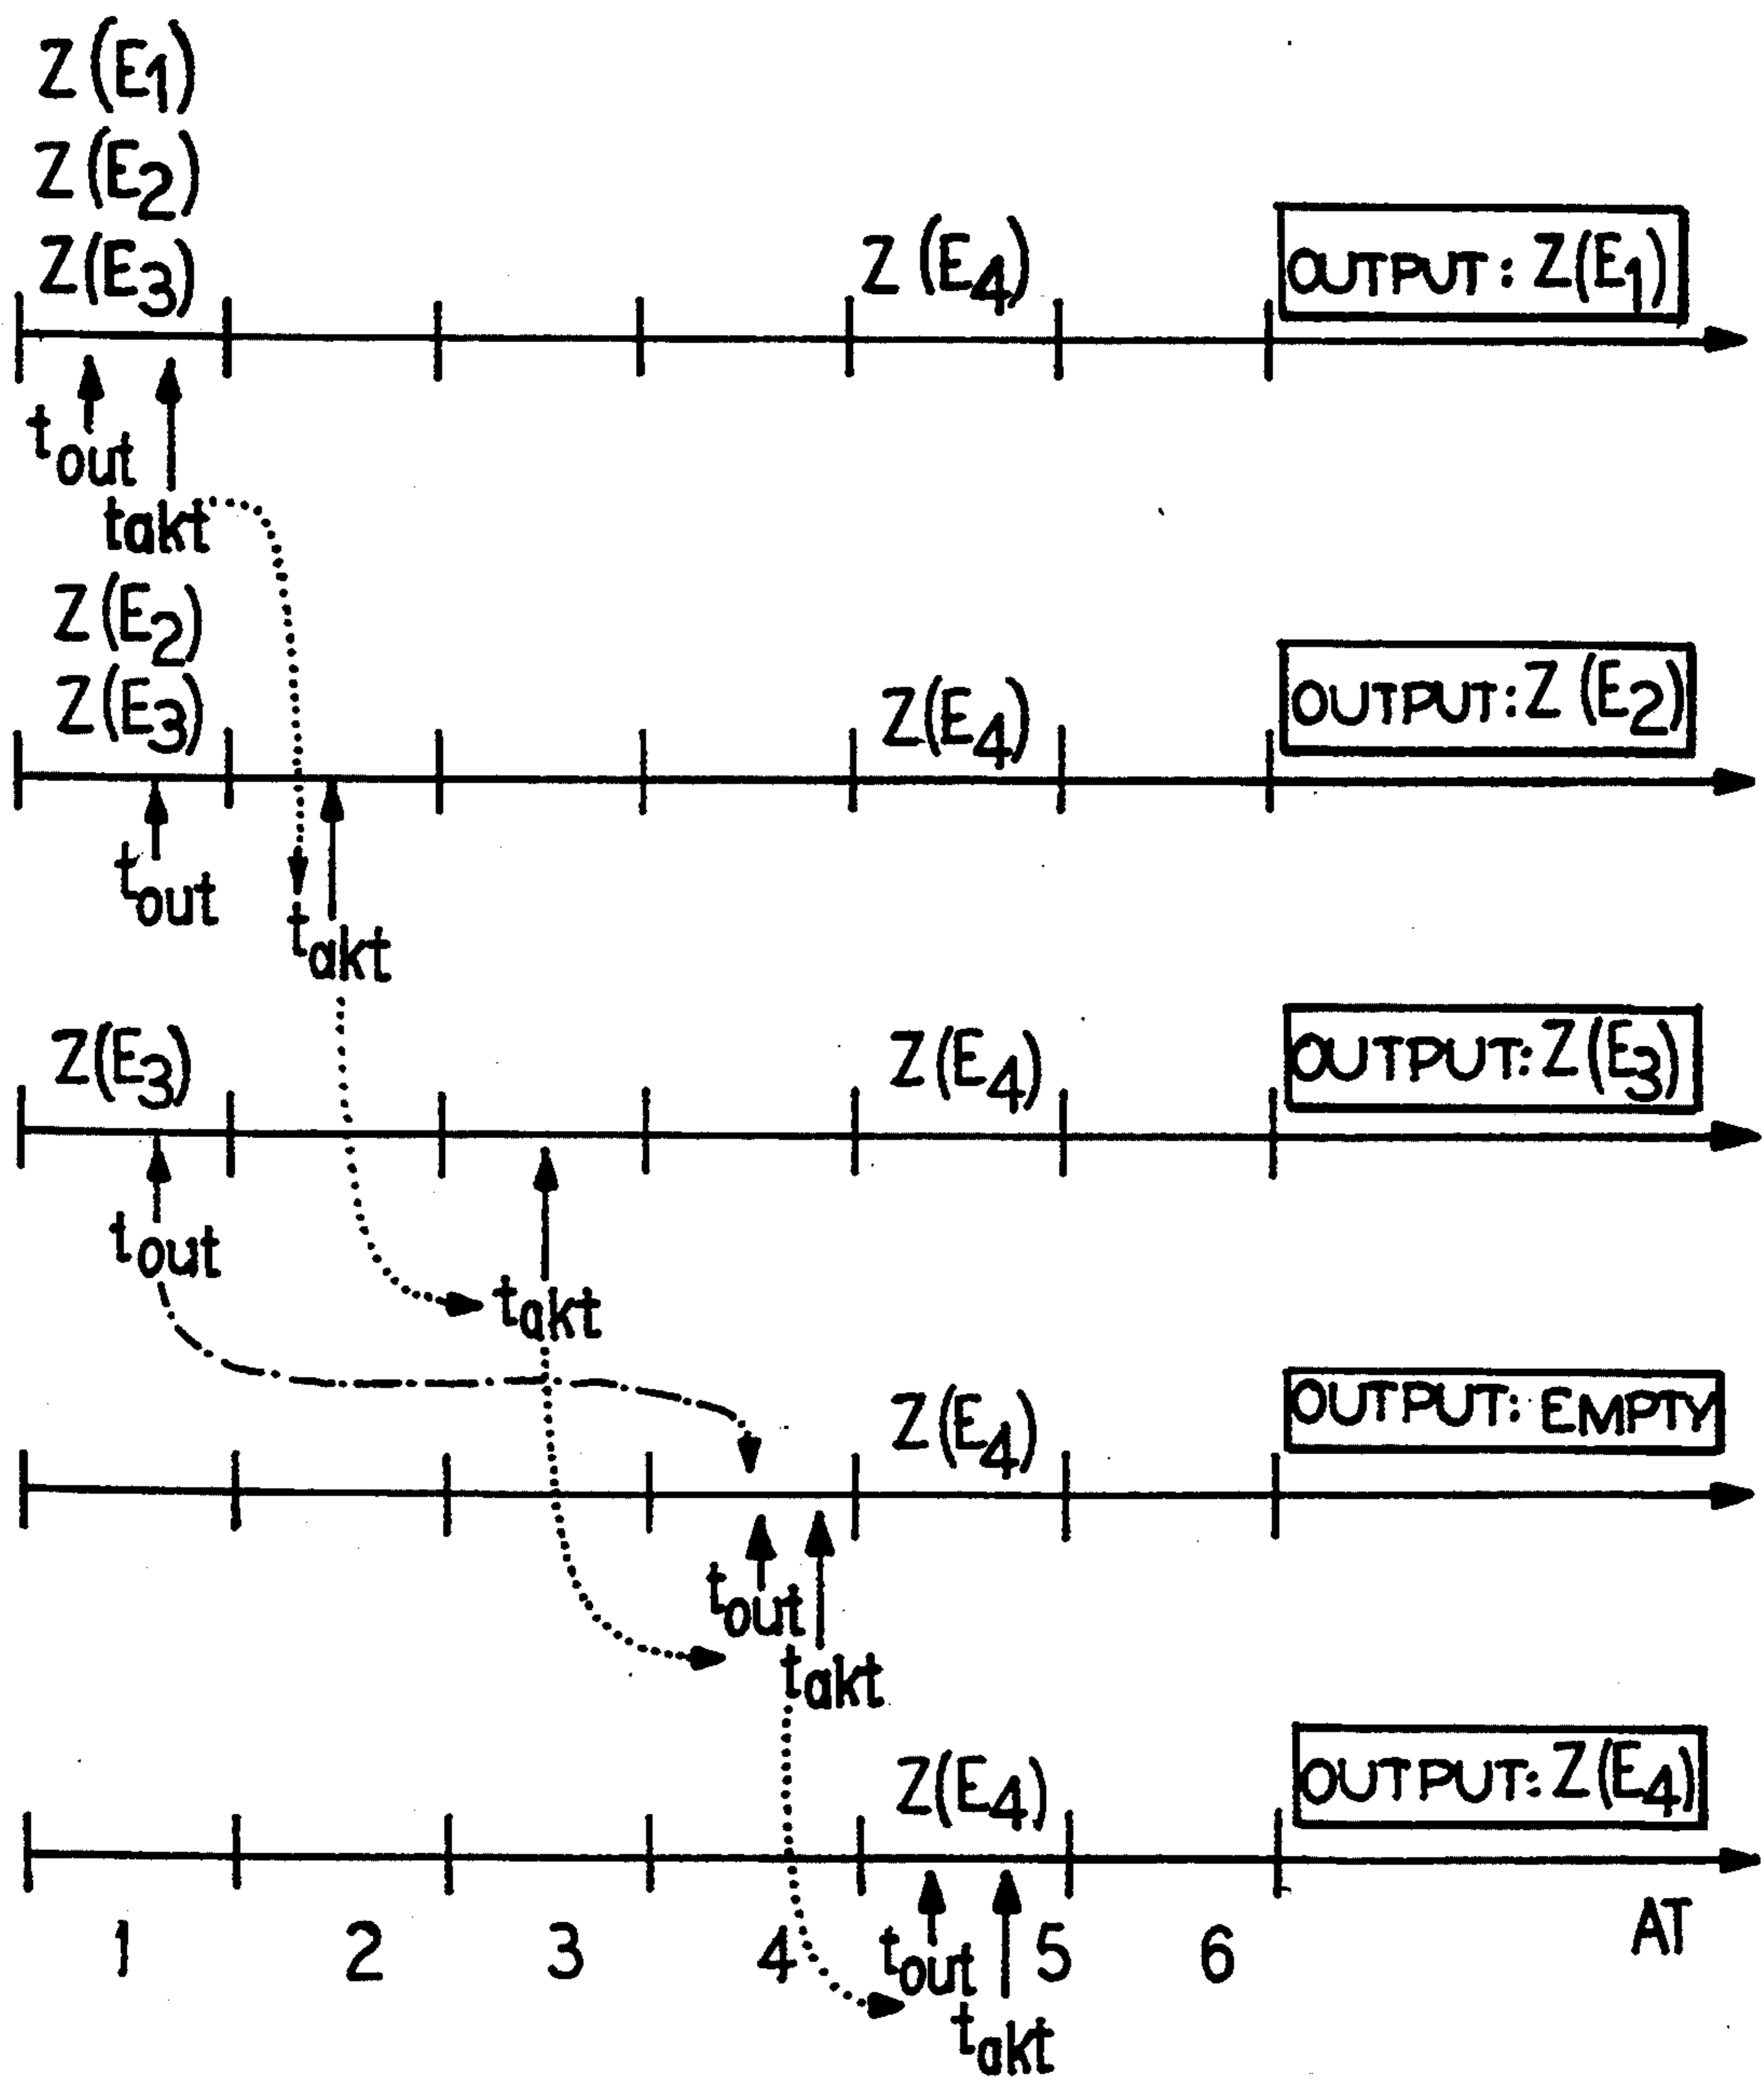 Z(E1)
Z(E2)
Z(E3)
Z(E4)
OUTPUT: Z(E1)
tout
takt
Z(E2)
Z(E3)
Z(E4)
OUTPUT: Z(E2)
tout
takt
Z(E3)
Z(E4)
OUTPUT: Z(E3)
tout
takt
Z(E4)
OUTPUT: EMPTY
tout
takt
Z(E4)
OUTPUT: Z(E4)
1 2 3 4 tout 5 6 AT
takt